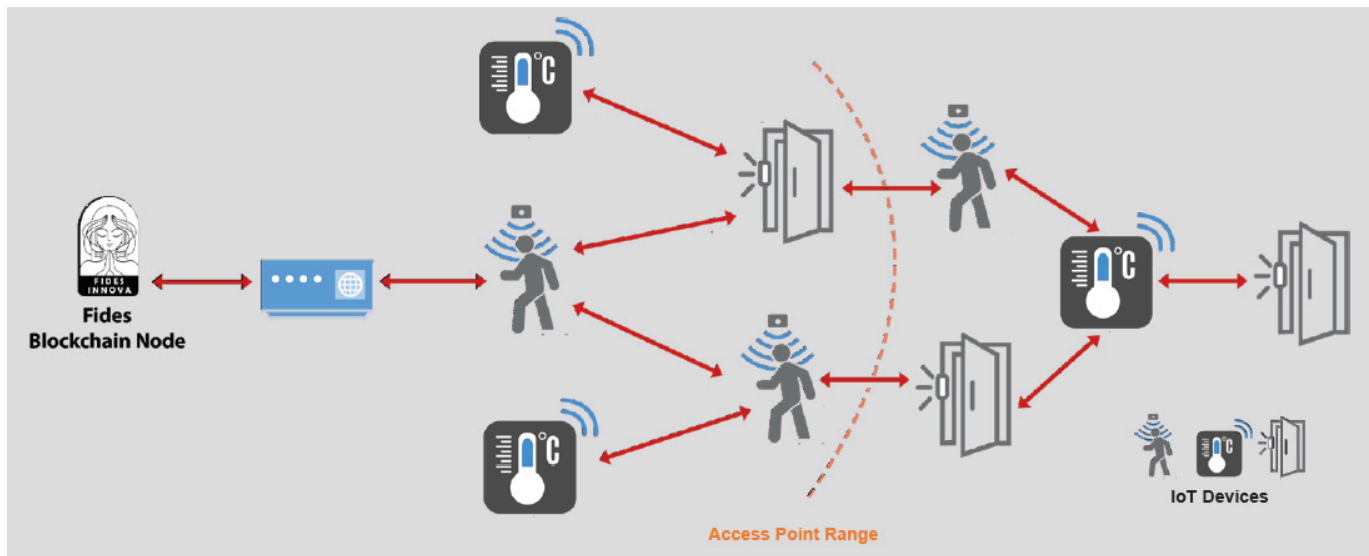 °C
FIDES
INNOVA
Fides
Blockchain Node
°C
°C
°C
IoT Devices
Access Point Range